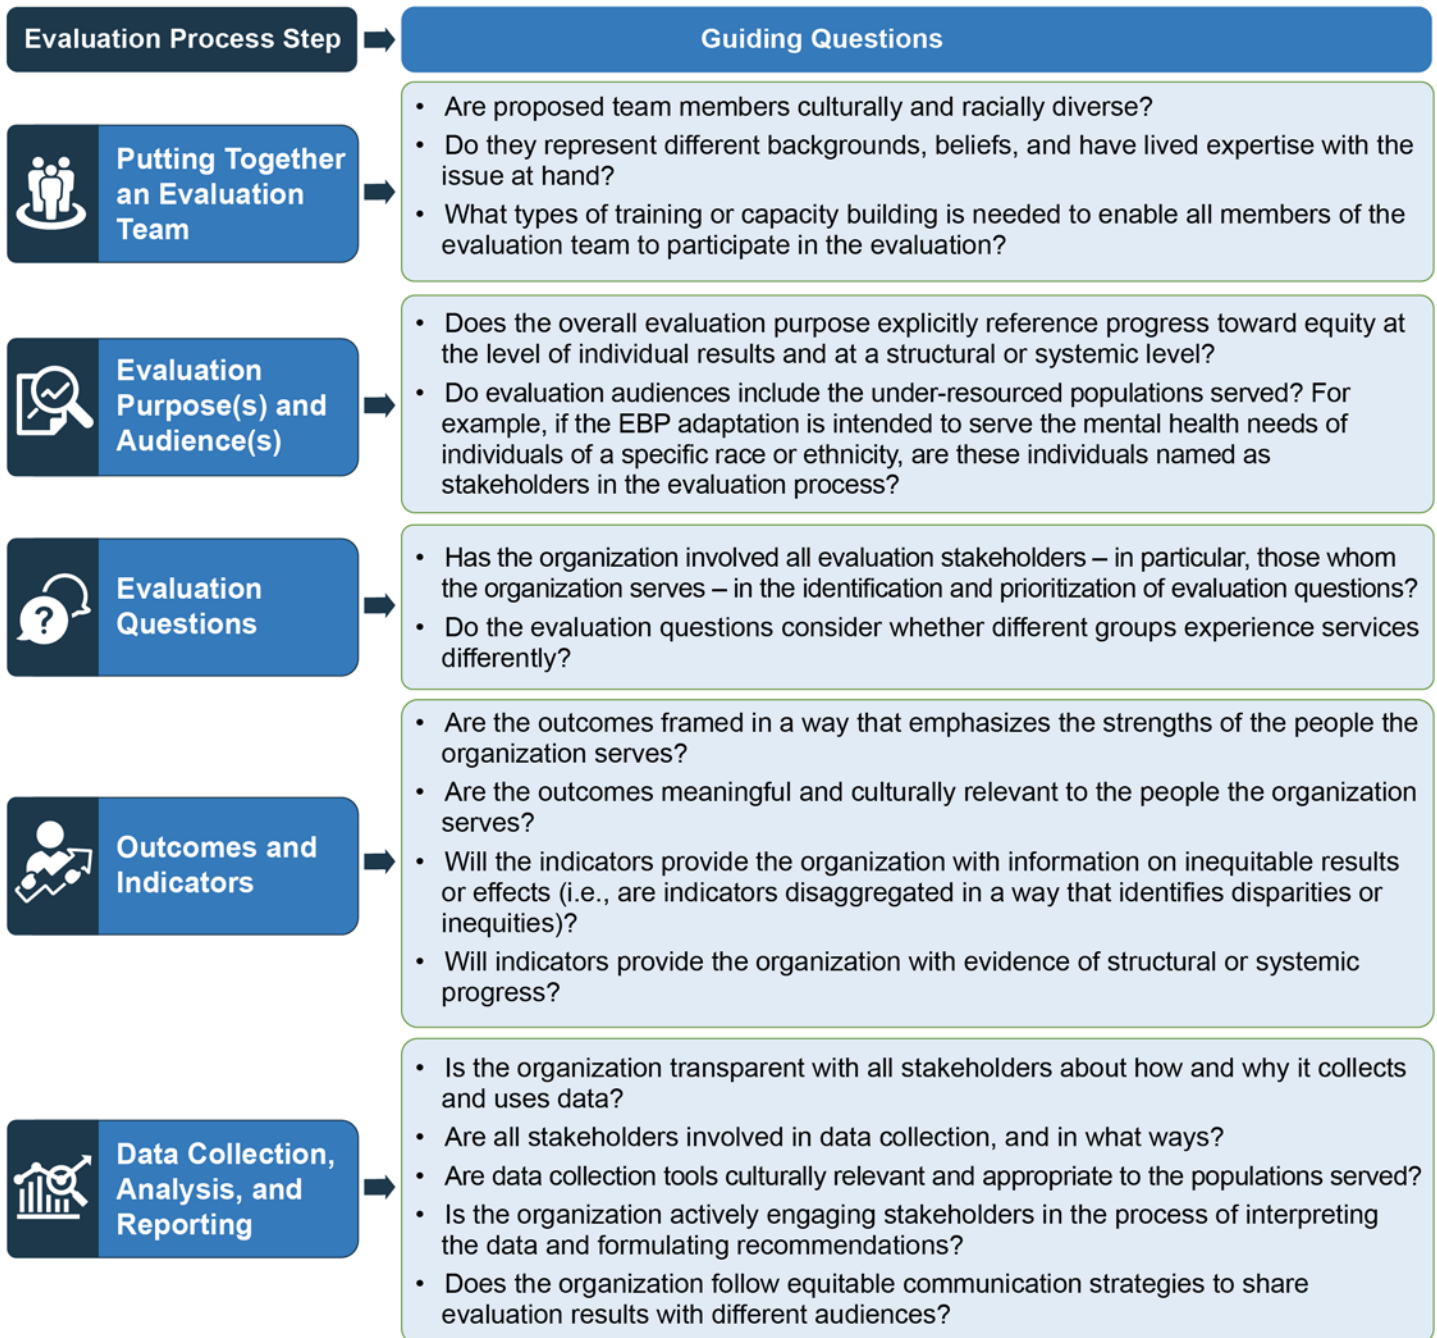 Evaluation Process Step
Guiding Questions
Putting Together
an Evaluation
Team
• Are proposed team members culturally and racially diverse?
• Do they represent different backgrounds, beliefs, and have lived expertise with the
issue at hand?
• What types of training or capacity building is needed to enable all members of the
evaluation team to participate in the evaluation?
Evaluation
Purpose(s) and
Audience(s)
• Does the overall evaluation purpose explicitly reference progress toward equity at
the level of individual results and at a structural or systemic level?
• Do evaluation audiences include the under-resourced populations served? For
example, if the EBP adaptation is intended to serve the mental health needs of
individuals of a specific race or ethnicity, are these individuals named as
stakeholders in the evaluation process?
Evaluation
Questions
• Has the organization involved all evaluation stakeholders – in particular, those whom
the organization serves – in the identification and prioritization of evaluation questions?
• Do the evaluation questions consider whether different groups experience services
differently?
Outcomes and
Indicators
• Are the outcomes framed in a way that emphasizes the strengths of the people the
organization serves?
• Are the outcomes meaningful and culturally relevant to the people the organization
serves?
• Will the indicators provide the organization with information on inequitable results
or effects (i.e., are indicators disaggregated in a way that identifies disparities or
inequities)?
• Will indicators provide the organization with evidence of structural or systemic
progress?
Data Collection,
Analysis, and
Reporting
• Is the organization transparent with all stakeholders about how and why it collects
and uses data?
• Are all stakeholders involved in data collection, and in what ways?
• Are data collection tools culturally relevant and appropriate to the populations served?
• Is the organization actively engaging stakeholders in the process of interpreting
the data and formulating recommendations?
• Does the organization follow equitable communication strategies to share
evaluation results with different audiences?